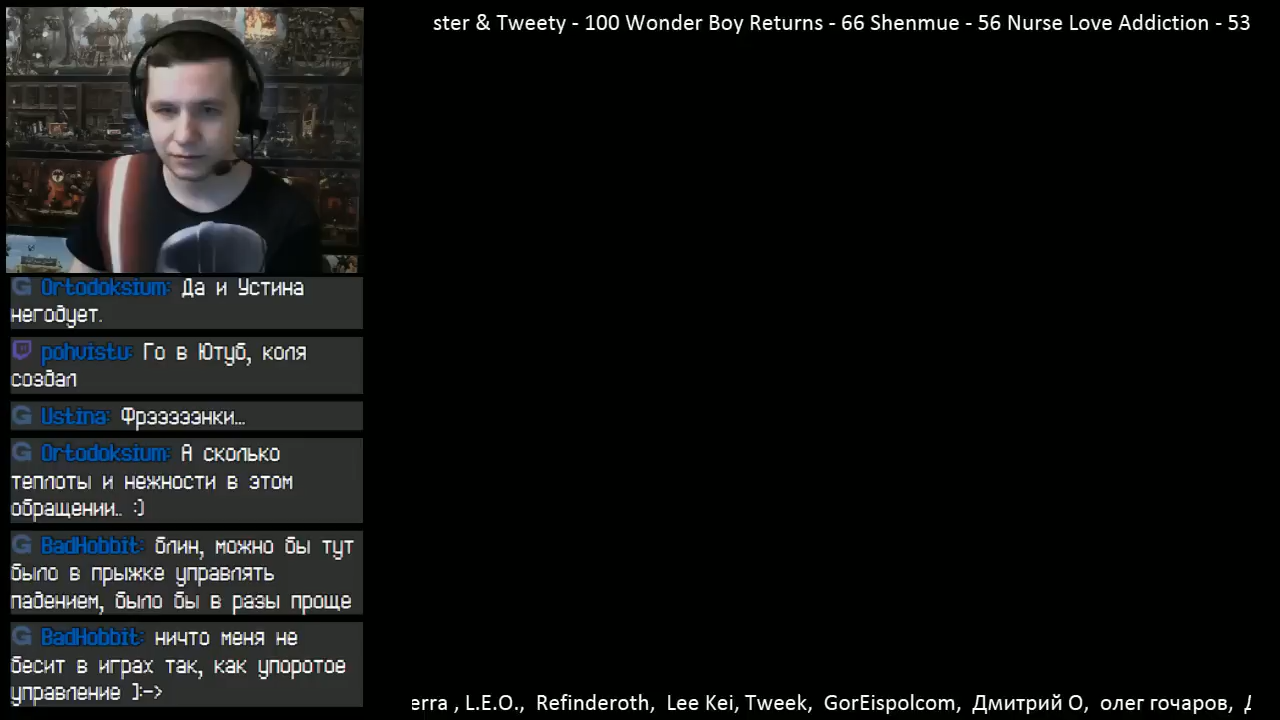 ster & Tweety - 100 Wonder Boy Returns - 66 Shenmue - 56 Nurse Love Addiction - 53
Ortodoksium: Да и Устина
негодует.
pohvistu: Го в Ютуб, коля
создал
Ustina: Фрэээээнки...
Ortodoksium: А сколько
теплоты и нежности в этом
обращении.. :)
BadHobbit: блин, можно бы тут
было в прыжке управлять
падением, было бы в разы проще
BadHobbit: ничто меня не
бесит в играх так, как упоротое
управление ]:->
erra , L.E.O., Refinderoth, Lee Kei, Tweek, GorEispolcom, Дмитрий О, олег гочаров,